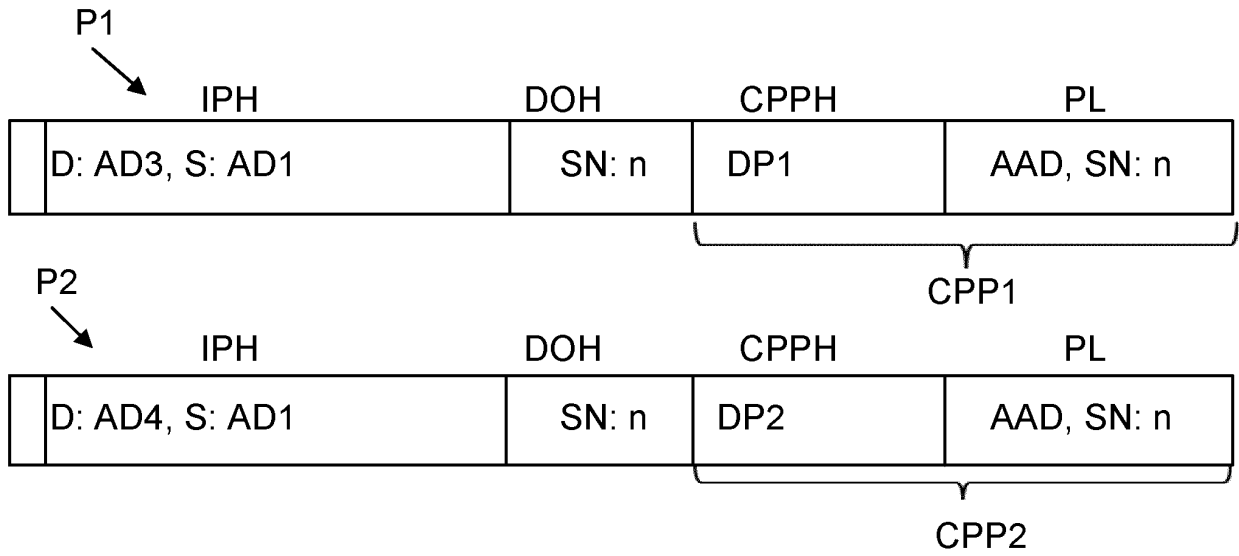 P1
IPH DOH CPPH PL
D: AD3, S: AD1 SN: n DP1 AAD, SN: n
CPP1
P2
IPH DOH CPPH PL
D: AD4, S: AD1 SN: n DP2 AAD, SN: n
CPP2